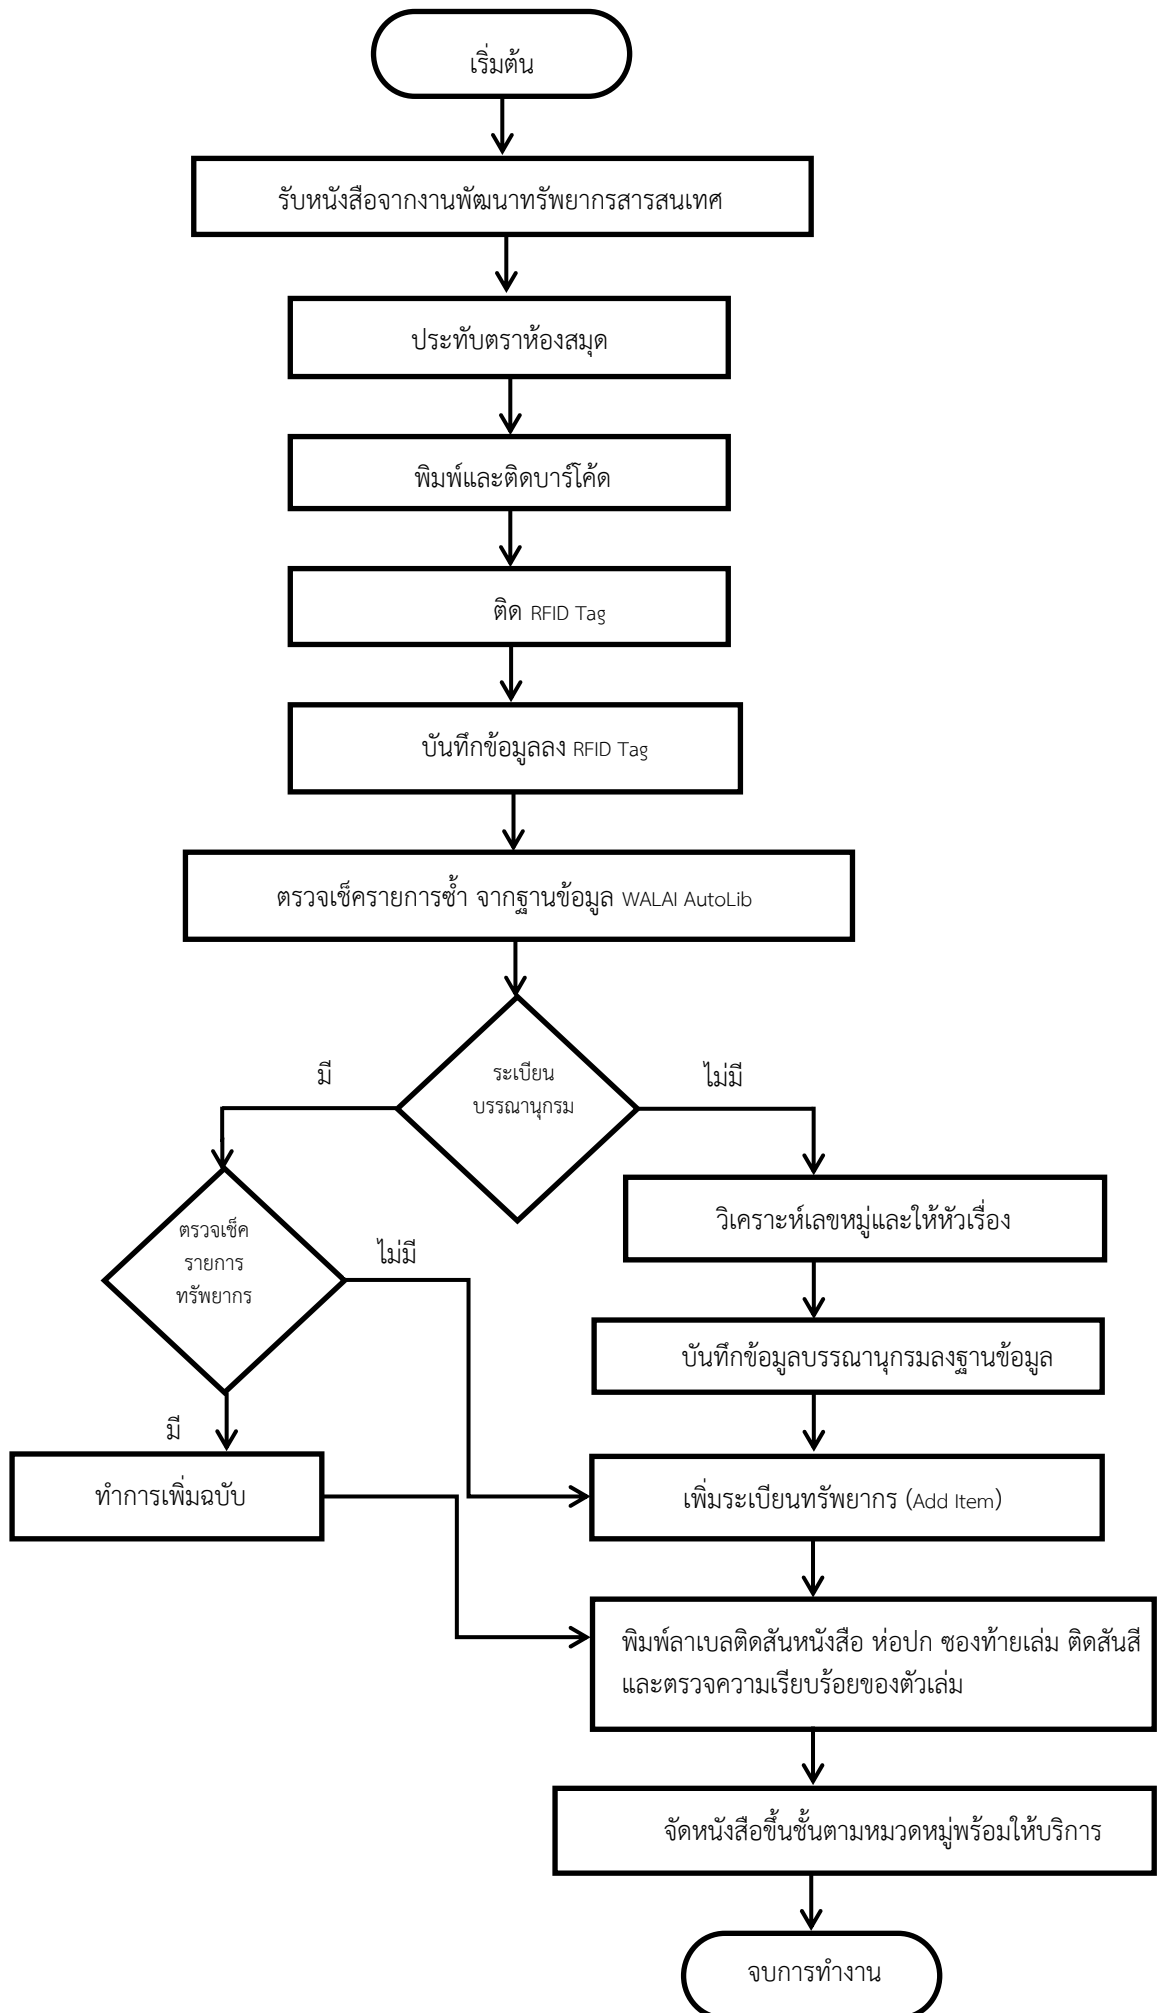 เริ่มต้น
รับหนังสือจากงานพัฒนาทรัพยากรสารสนเทศ
ประทับตราห้องสมุด
พิมพ์และติดบาร์โค้ด
ติด RFID Tag
บันทึกข้อมูลลง RFID Tag
ตรวจเช็ครายการซ้ำ จากฐานข้อมูล WALAI AutoLib
มี
ระเบียน
บรรณานุกรม
ไม่มี
ตรวจเช็ค
รายการ
ทรัพยากร
ไม่มี
วิเคราะห์เลขหมู่และให้หัวเรื่อง
บันทึกข้อมูลบรรณานุกรมลงฐานข้อมูล
มี
ทำการเพิ่มฉบับ
เพิ่มระเบียนทรัพยากร (Add Item)
พิมพ์ลาเบลติดสันหนังสือ ห่อปก ซองท้ายเล่ม ติดสันสี
และตรวจความเรียบร้อยของตัวเล่ม
จัดหนังสือขึ้นชั้นตามหมวดหมู่พร้อมให้บริการ
จบการทำงาน